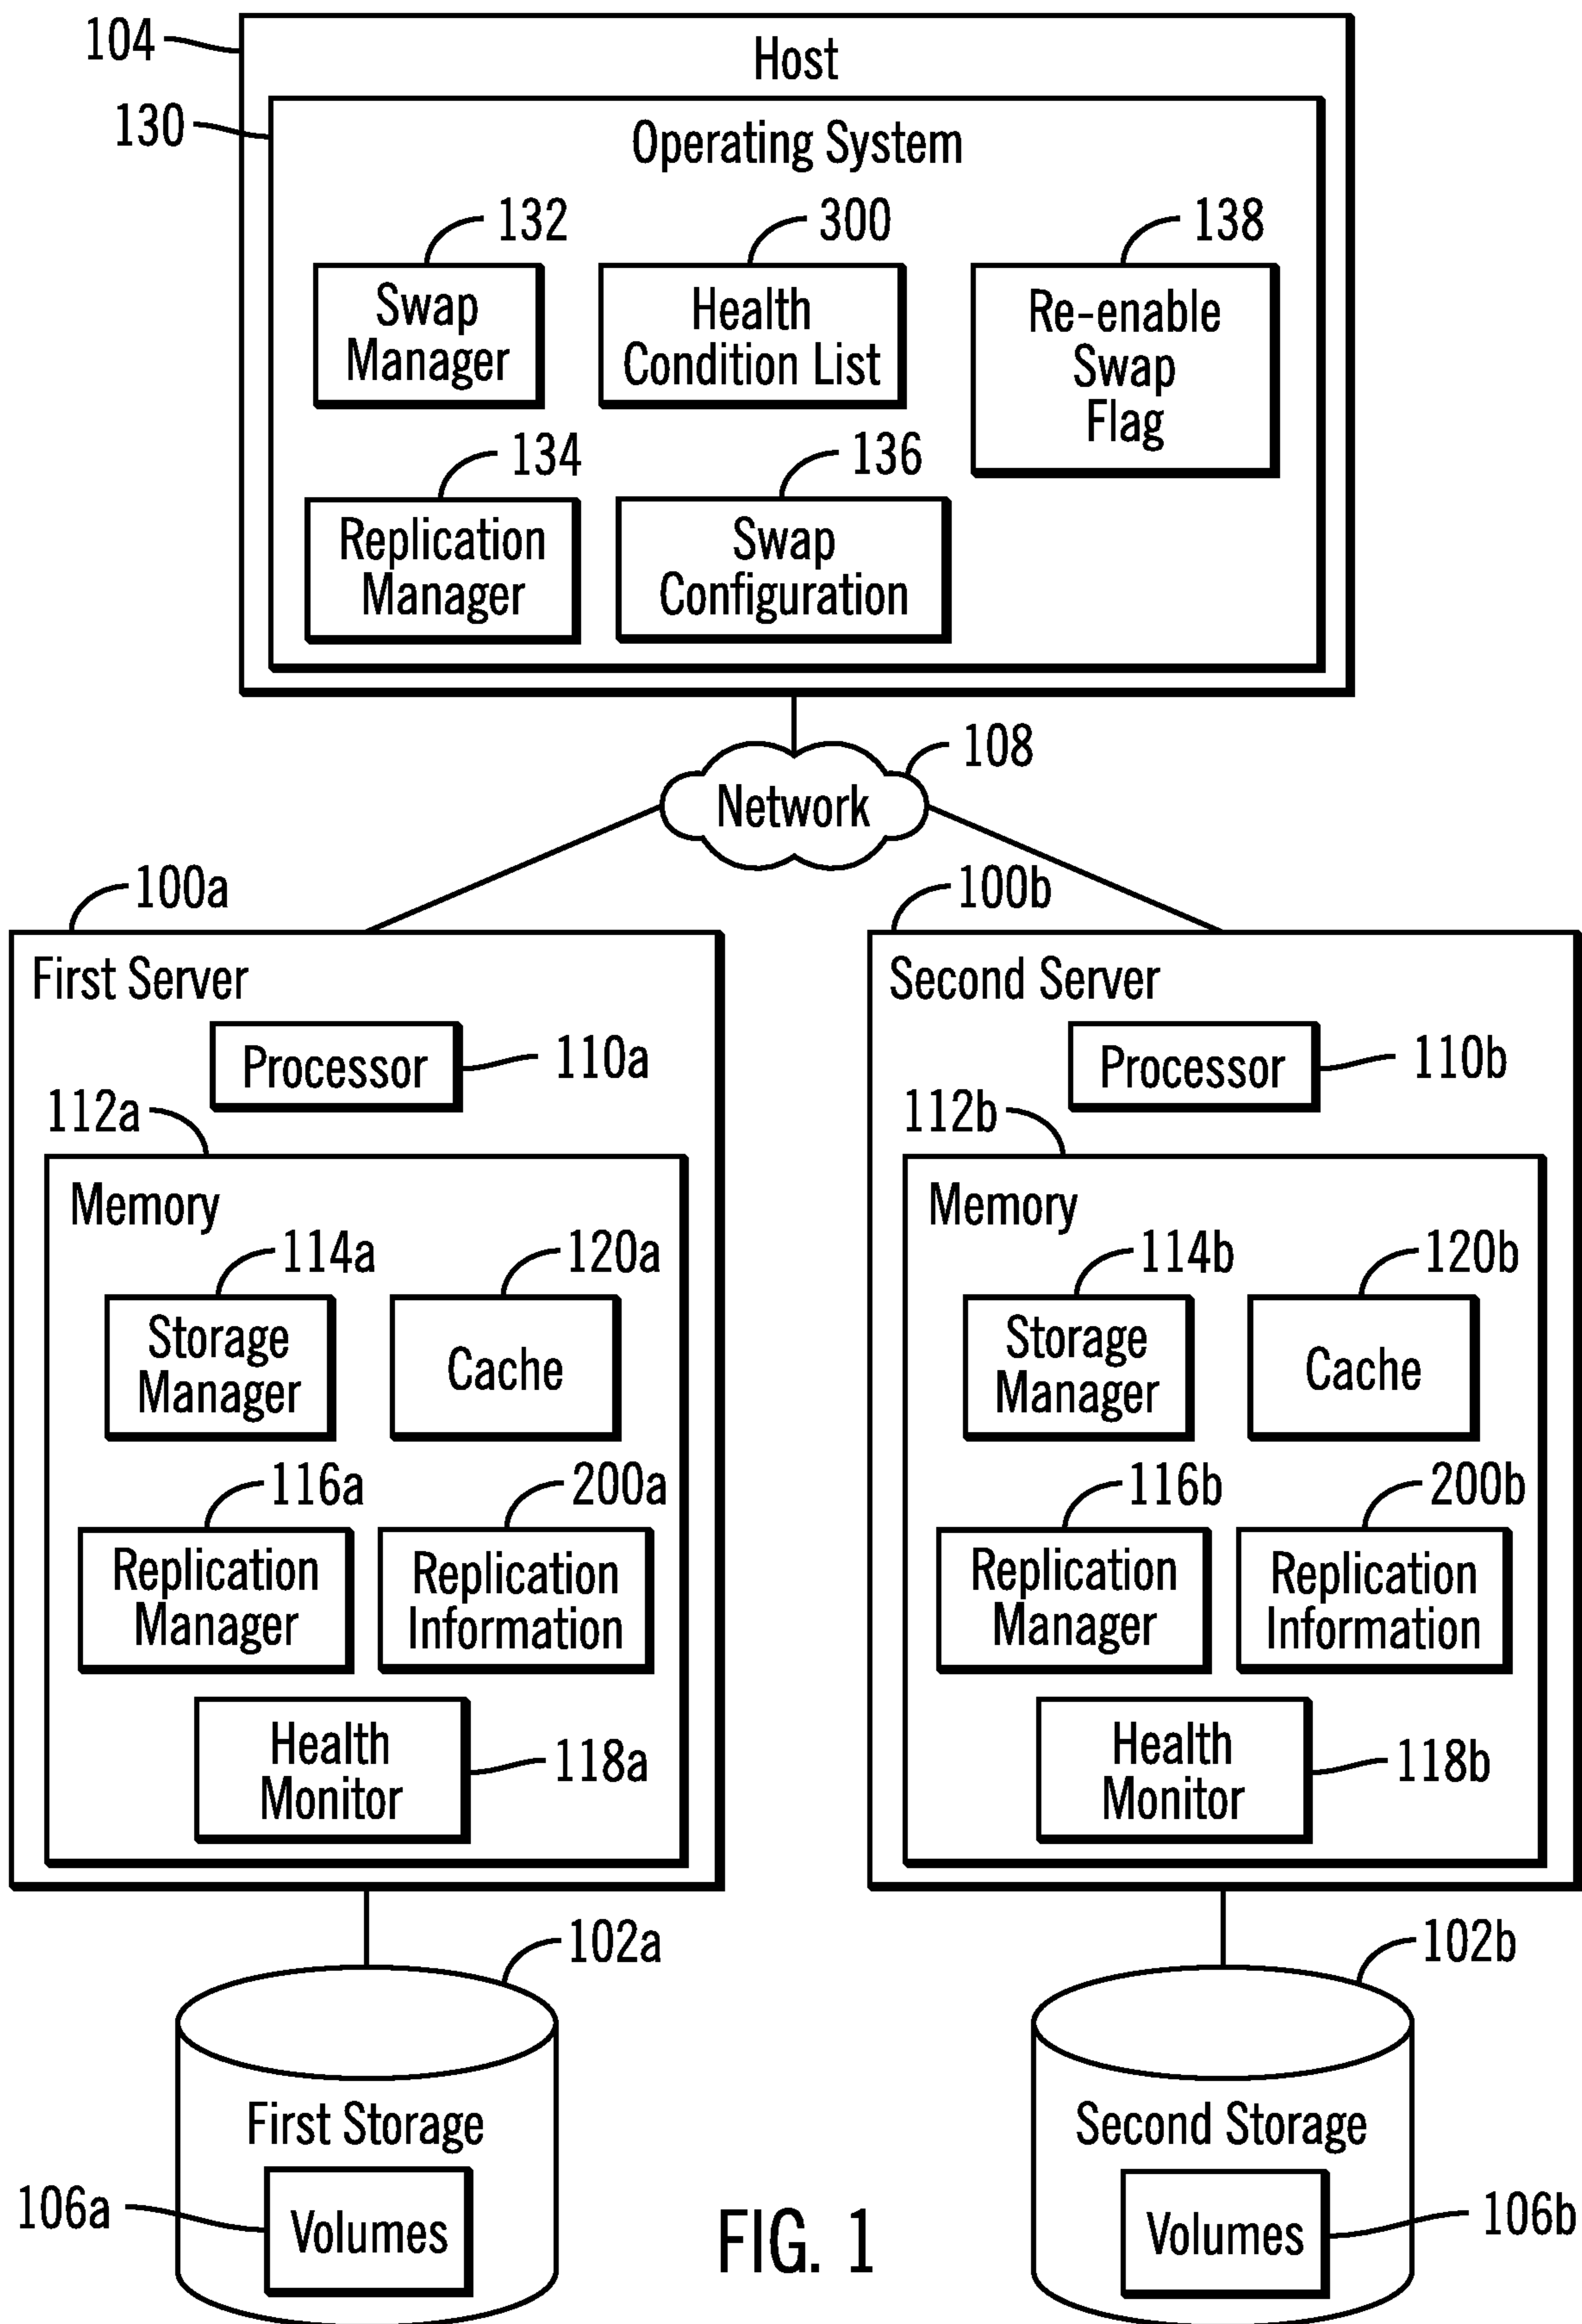 104
Host
130
Operating System
132
300
138
Swap
Manager
Health
Condition List
Re-enable
Swap
Flag
134
136
Replication
Manager
Swap
Configuration
108
Network
100a
100b
First Server
Second Server
Processor
110a
Processor
110b
112a
112b
Memory
Memory
114a
120a
114b
120b
Storage
Manager
Cache
Storage
Manager
Cache
116a
200a
116b
200b
Replication
Manager
Replication
Information
Replication
Manager
Replication
Information
Health
Monitor
118a
Health
Monitor
118b
102a
102b
First Storage
Second Storage
106a
Volumes
Volumes
106b
FIG. 1